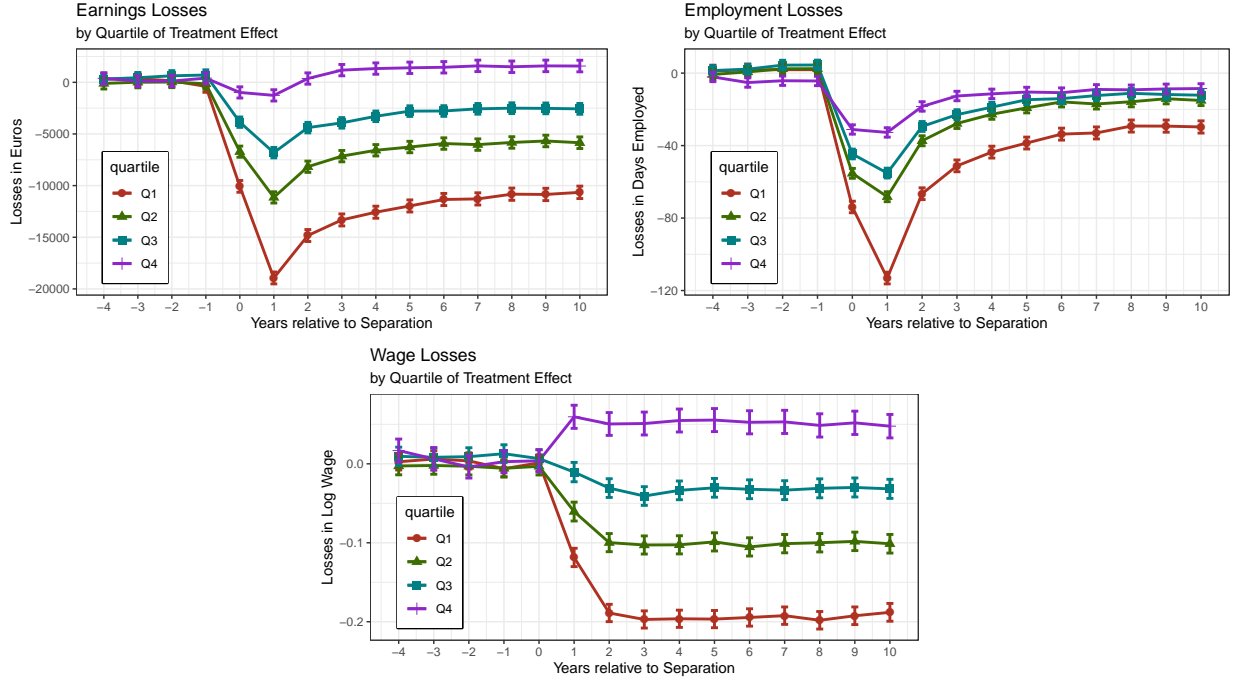 Earnings Losses
by Quartile of Treatment Effect
0
−5000
−10000
−15000
−20000
Losses in Euros
quartile
Q1
Q2
Q3
Q4
−4 −3 −2 −1 0 1 2 3 4 5 6 7 8 9 10
Years relative to Separation
Employment Losses
by Quartile of Treatment Effect
0
−40
−80
−120
Losses in Days Employed
quartile
Q1
Q2
Q3
Q4
−4 −3 −2 −1 0 1 2 3 4 5 6 7 8 9 10
Years relative to Separation
Wage Losses
by Quartile of Treatment Effect
0.0
−0.1
−0.2
Losses in Log Wage
quartile
Q1
Q2
Q3
Q4
−4 −3 −2 −1 0 1 2 3 4 5 6 7 8 9 10
Years relative to Separation